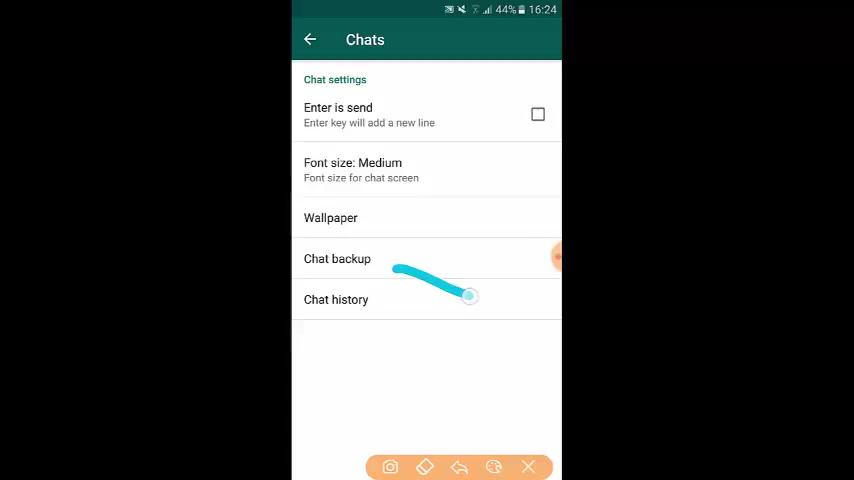 44% 16:24
Chats
Chat settings
Enter is send
Enter key will add a new line
Font size: Medium
Font size for chat screen
Wallpaper
Chat backup
Chat history